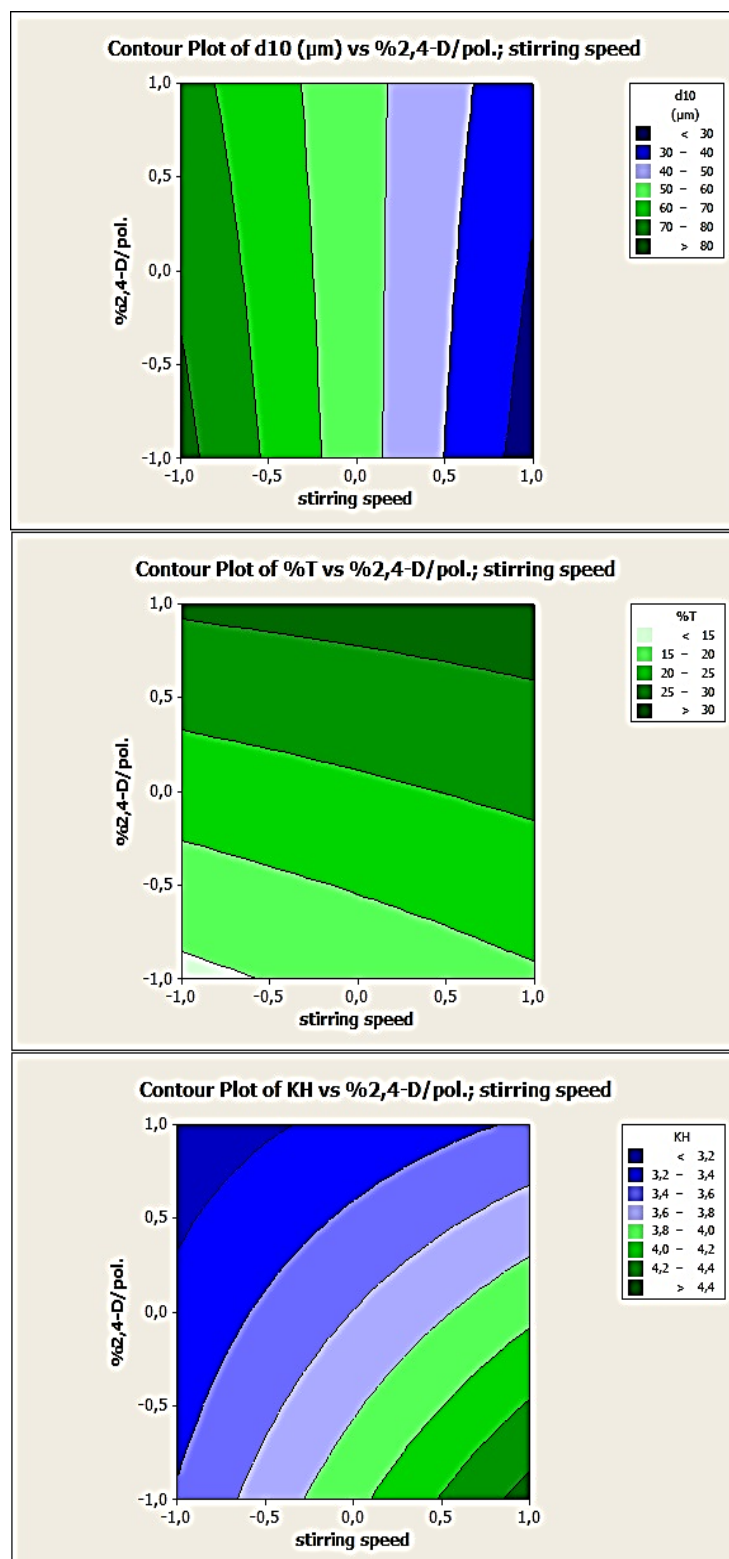 Contour Plot of d10 (µm) vs %2,4-D/pol.; stirring speed
1,0
0,5
0,0
-0,5
-1,0
%2,4-D/pol.
-1,0 -0,5 0,0 0,5 1,0
stirring speed
d10
(µm)
< 30
30 – 40
40 – 50
50 – 60
60 – 70
70 – 80
> 80
Contour Plot of %T vs %2,4-D/pol.; stirring speed
1,0
0,5
0,0
-0,5
-1,0
%2,4-D/pol.
-1,0 -0,5 0,0 0,5 1,0
stirring speed
%T
< 15
15 – 20
20 – 25
25 – 30
> 30
Contour Plot of KH vs %2,4-D/pol.; stirring speed
1,0
0,5
0,0
-0,5
-1,0
%2,4-D/pol.
-1,0 -0,5 0,0 0,5 1,0
stirring speed
KH
< 3,2
3,2 – 3,4
3,4 – 3,6
3,6 – 3,8
3,8 – 4,0
4,0 – 4,2
4,2 – 4,4
> 4,4